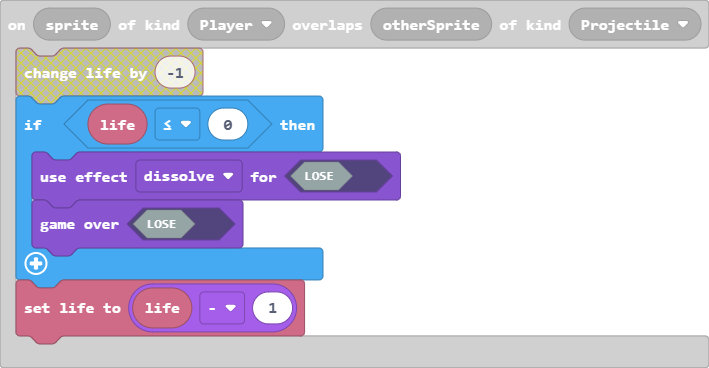 on sprite of kind Player overlaps otherSprite of kind Projectile
change life by -1
if life ≤ 0 then
use effect dissolve for LOSE
game over LOSE
set life to life - 1